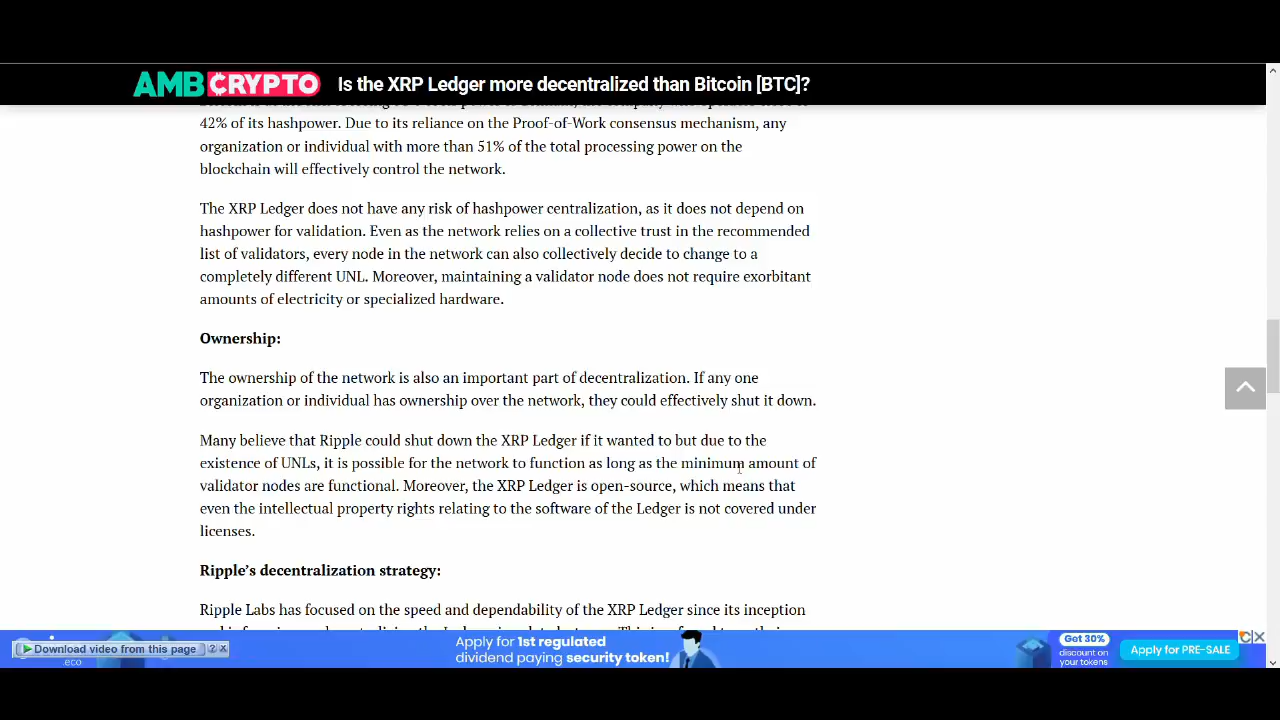 AMBCRYPTO Is the XRP Ledger more decentralized than Bitcoin [BTC]?
42% of its hashpower. Due to its reliance on the Proof-of-Work consensus mechanism, any
organization or individual with more than 51% of the total processing power on the
blockchain will effectively control the network.
The XRP Ledger does not have any risk of hashpower centralization, as it does not depend on
hashpower for validation. Even as the network relies on a collective trust in the recommended
list of validators, every node in the network can also collectively decide to change to a
completely different UNL. Moreover, maintaining a validator node does not require exorbitant
amounts of electricity or specialized hardware.
Ownership:
The ownership of the network is also an important part of decentralization. If any one
organization or individual has ownership over the network, they could effectively shut it down.
Many believe that Ripple could shut down the XRP Ledger if it wanted to but due to the
existence of UNLs, it is possible for the network to function as long as the minimum amount of
validator nodes are functional. Moreover, the XRP Ledger is open-source, which means that
even the intellectual property rights relating to the software of the Ledger is not covered under
licenses.
Ripple's decentralization strategy:
Ripple Labs has focused on the speed and dependability of the XRP Ledger since its inception
Download video from this page ? X
.eco
Apply for 1st regulated
dividend paying security token!
Get 30%
discount on
your tokens
Apply for PRE-SALE